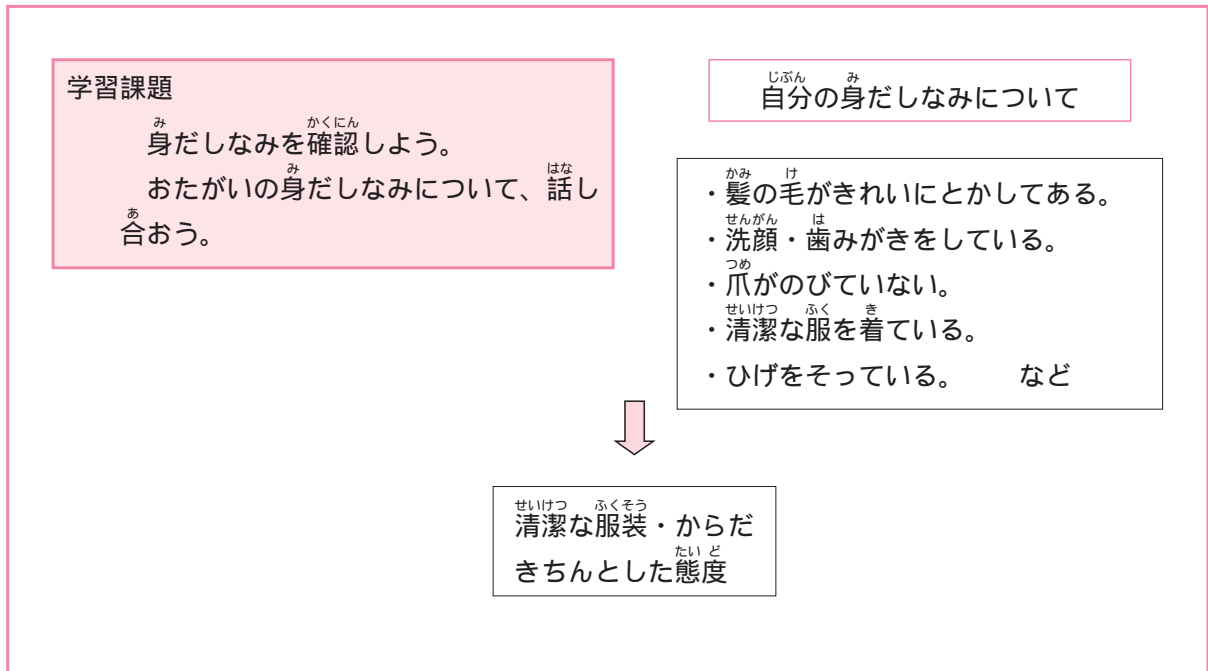 学習課題
身だしなみを確認しよう。
おたがいの身だしなみについて、話し
合おう。
自分の身だしなみについて
・髪の毛がきれいにとかしてある。
・洗顔・歯みがきをしている。
・爪がのびていない。
・清潔な服を着ている。
・ひげをそっている。　　など
清潔な服装・からだ
きちんとした態度